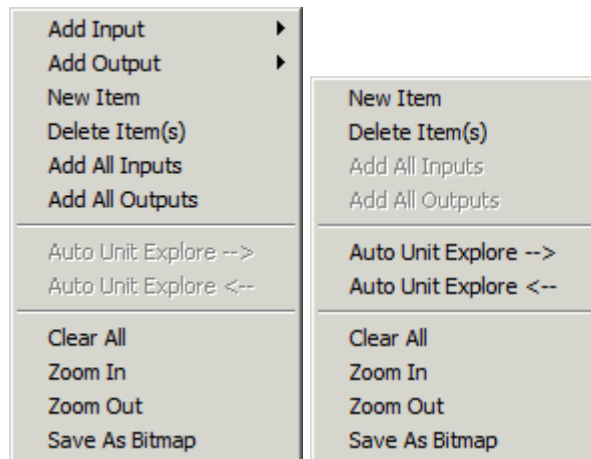 Add Input
Add Output
New Item
Delete Item(s)
Add All Inputs
Add All Outputs
Auto Unit Explore -->
Auto Unit Explore <--
Clear All
Zoom In
Zoom Out
Save As Bitmap
New Item
Delete Item(s)
Add All Inputs
Add All Outputs
Auto Unit Explore -->
Auto Unit Explore <--
Clear All
Zoom In
Zoom Out
Save As Bitmap